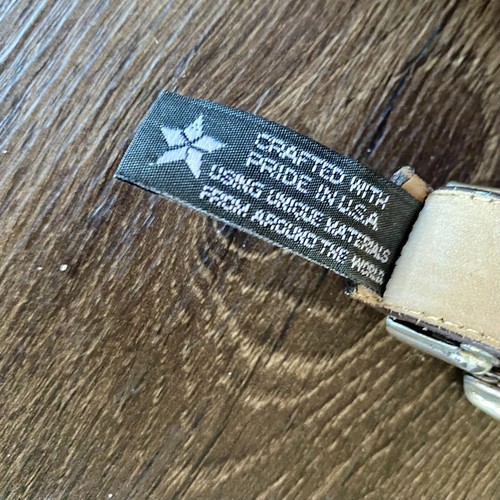 CRAFTED WITH
PRIDE IN U.S.A.
USING UNIQUE MATERIALS
FROM AROUND THE WORLD